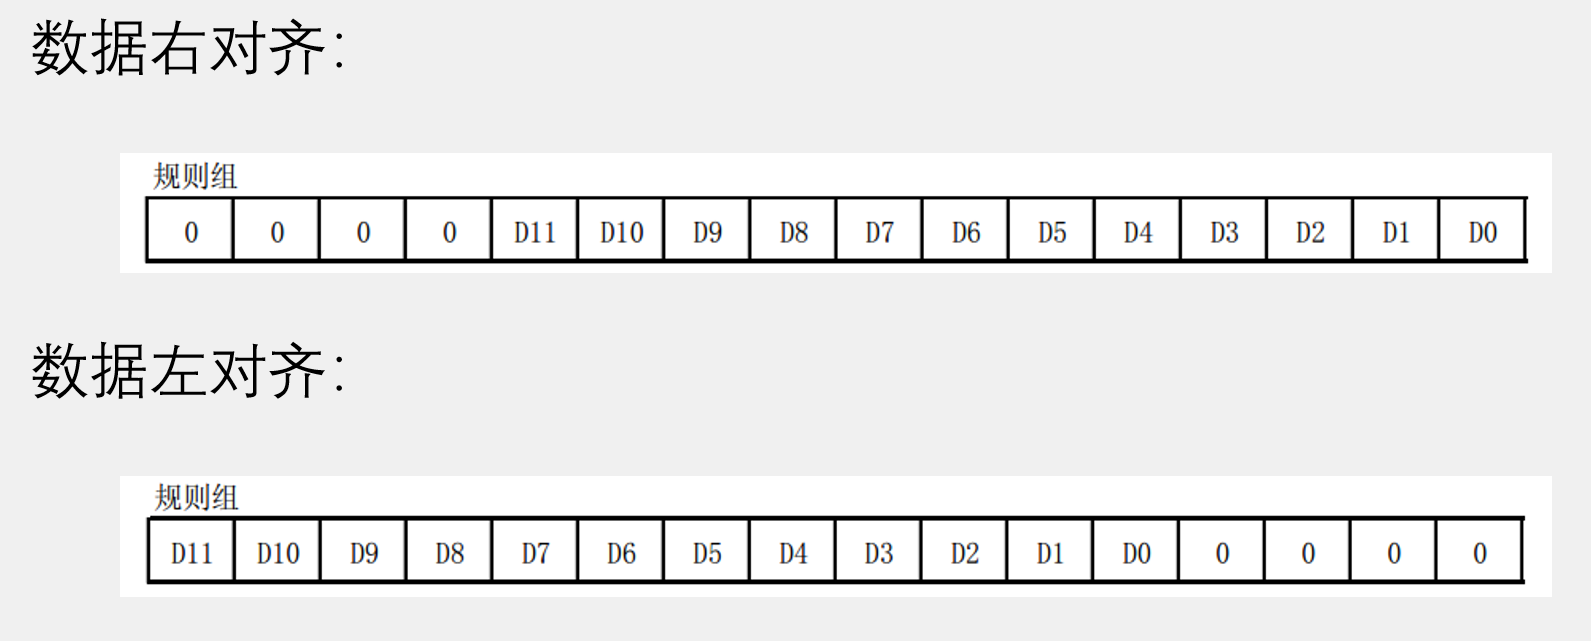 数据右对齐：
规则组
0 0 0 0 D11 D10 D9 D8 D7 D6 D5 D4 D3 D2 D1 D0
数据左对齐：
规则组
D11 D10 D9 D8 D7 D6 D5 D4 D3 D2 D1 D0 0 0 0 0